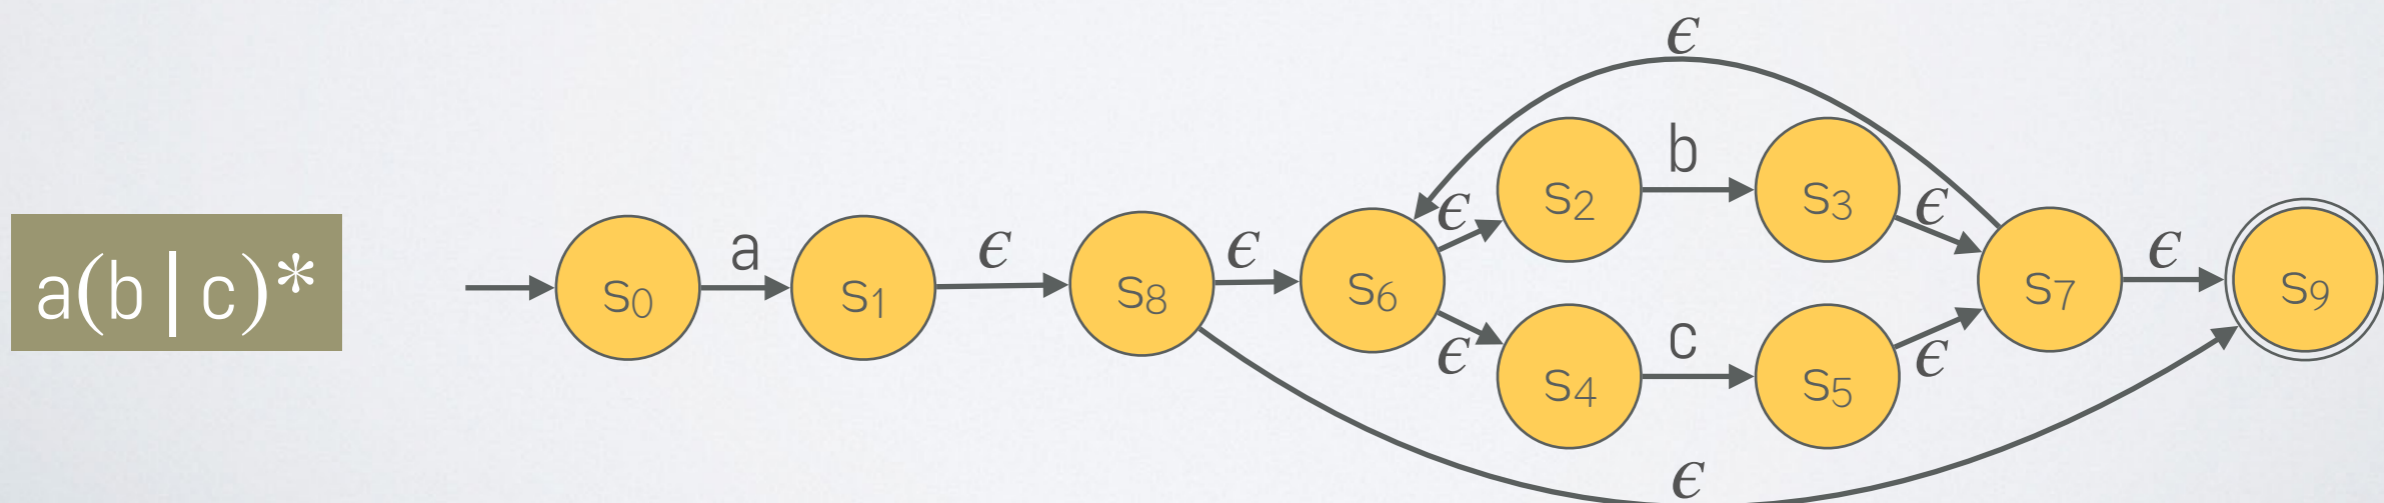 a(b | c)*
ϵ
b
a ϵ ϵ ϵ s₂ s₃ ϵ ϵ
s₀ s₁ s₈ s₆ s₇ s₉
ϵ s₄ c s₅ ϵ
ϵ